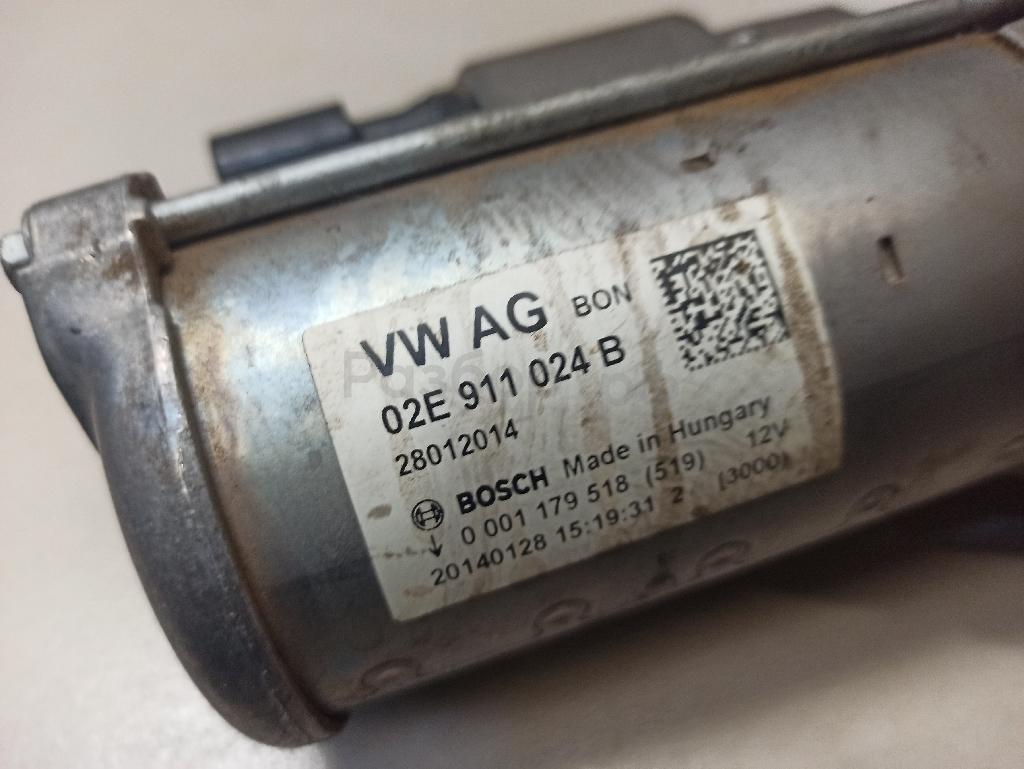 VW AG BON
02E 911 024 B
28012014
BOSCH Made in Hungary
0 001 179 518 (519) 12V
20140128 15:19:31 2 (3000)